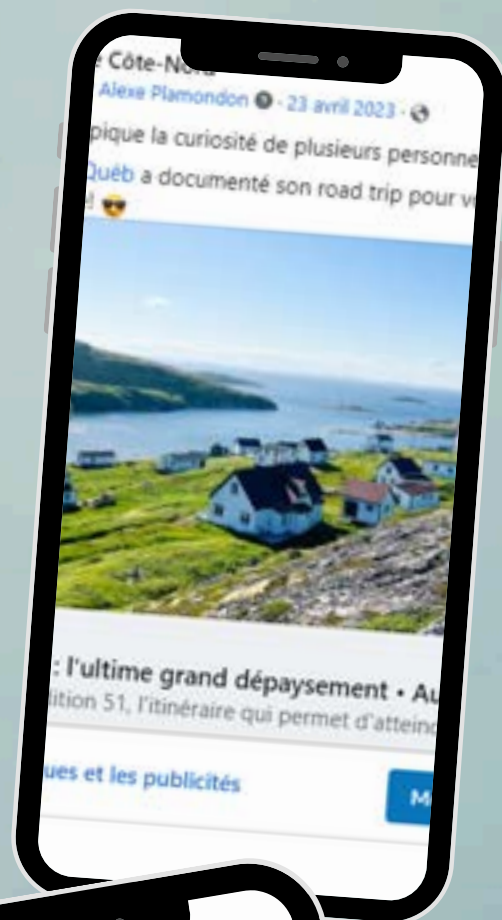 e Côte-Nord
Alexe Plamondon · 23 avril 2023 ·
pique la curiosité de plusieurs personne
Québ a documenté son road trip pour v
! 😎
: l'ultime grand dépaysement • Au
ition 51, l'itinéraire qui permet d'attein
ues et les publicités
M